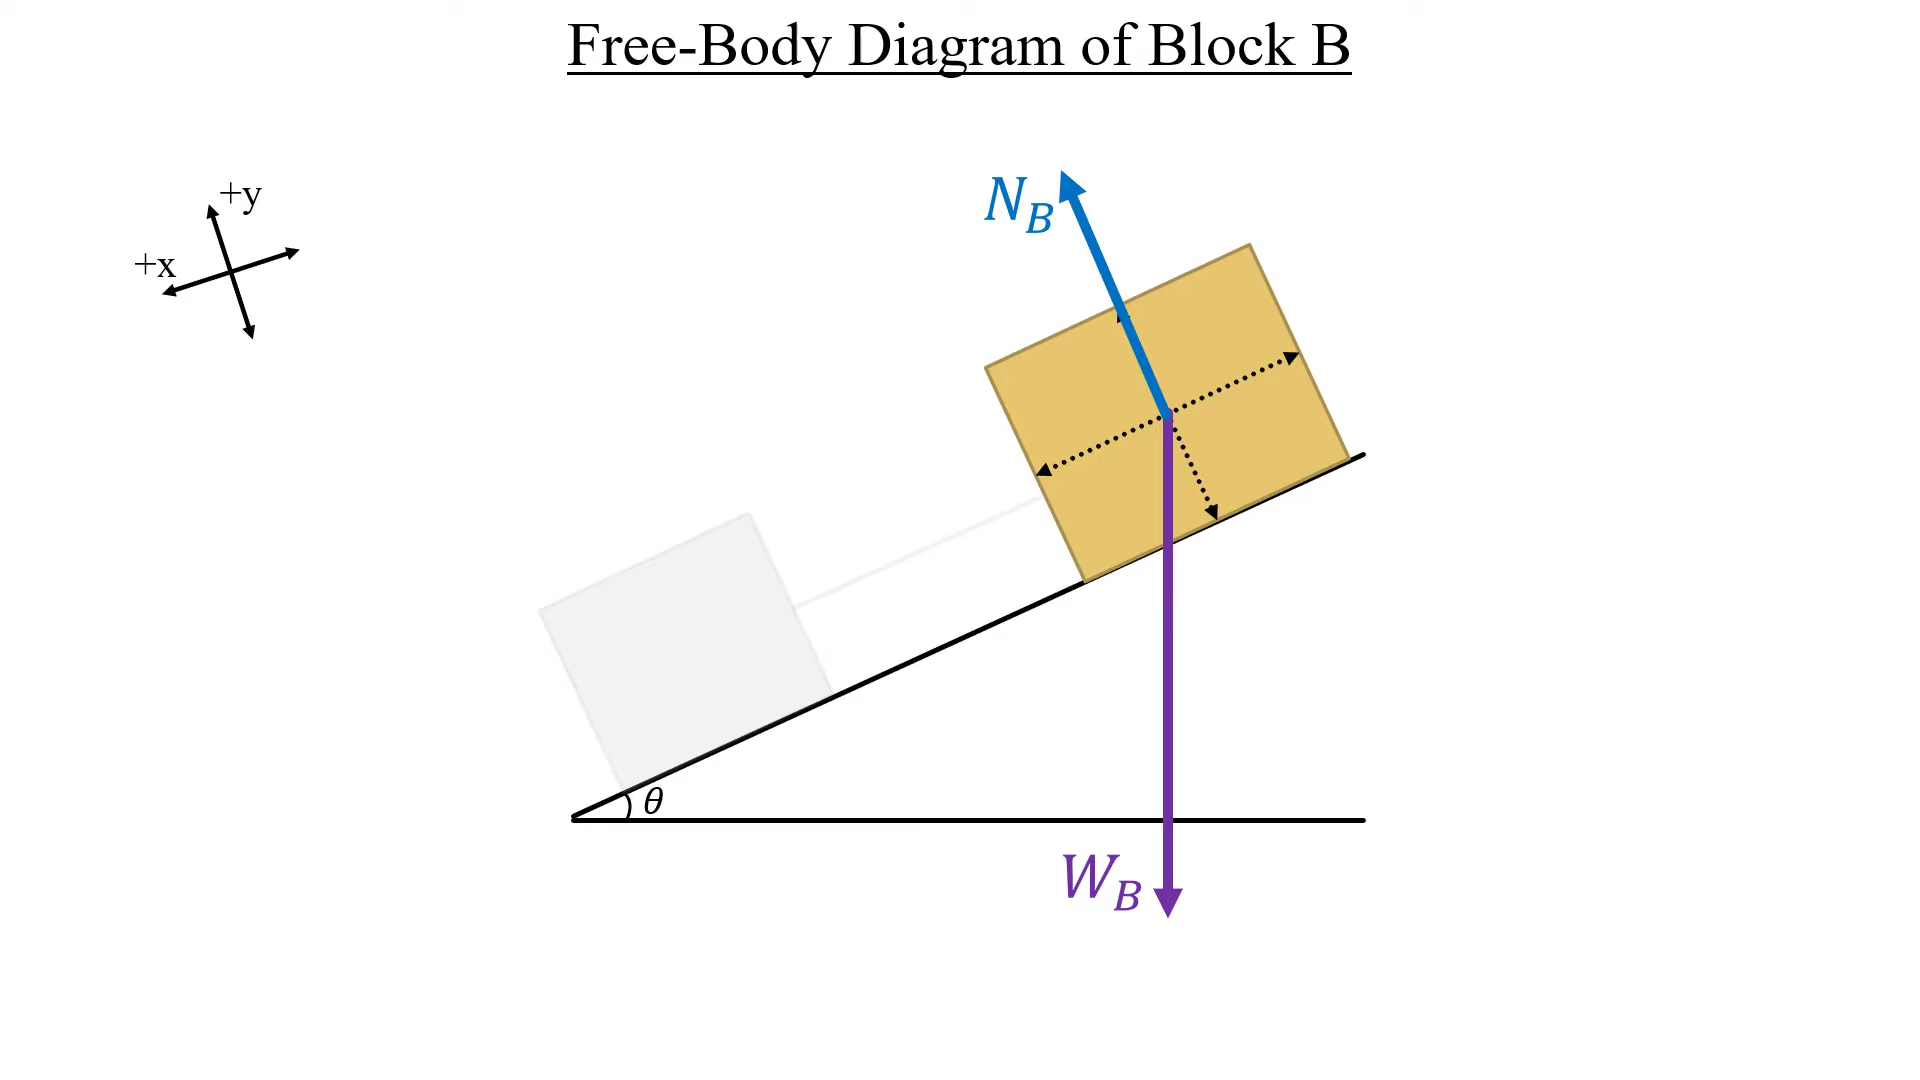 Free-Body Diagram of Block B
+y
+x
N_B
θ
W_B